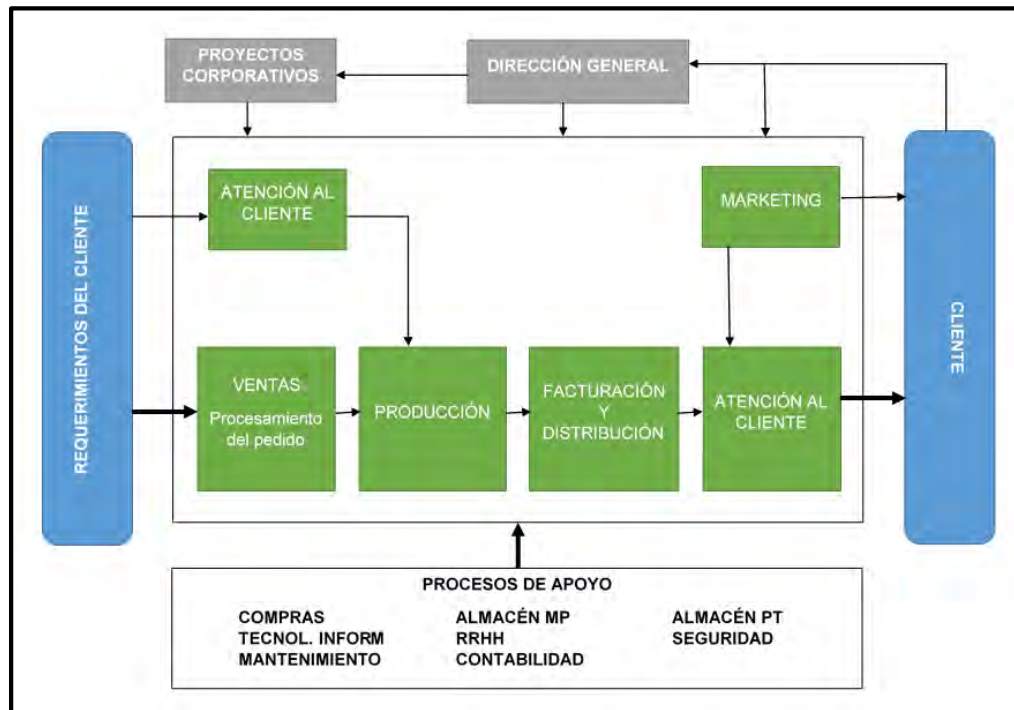 PROYECTOS
CORPORATIVOS
DIRECCIÓN GENERAL
REQUERIMIENTOS DEL CLIENTE
ATENCIÓN AL
CLIENTE
MARKETING
CLIENTE
VENTAS
Procesamiento
del pedido
PRODUCCIÓN
FACTURACIÓN
Y
DISTRIBUCIÓN
ATENCIÓN AL
CLIENTE
PROCESOS DE APOYO
COMPRAS ALMACÉN MP ALMACÉN PT
TECNOL. INFORM RRHH SEGURIDAD
MANTENIMIENTO CONTABILIDAD